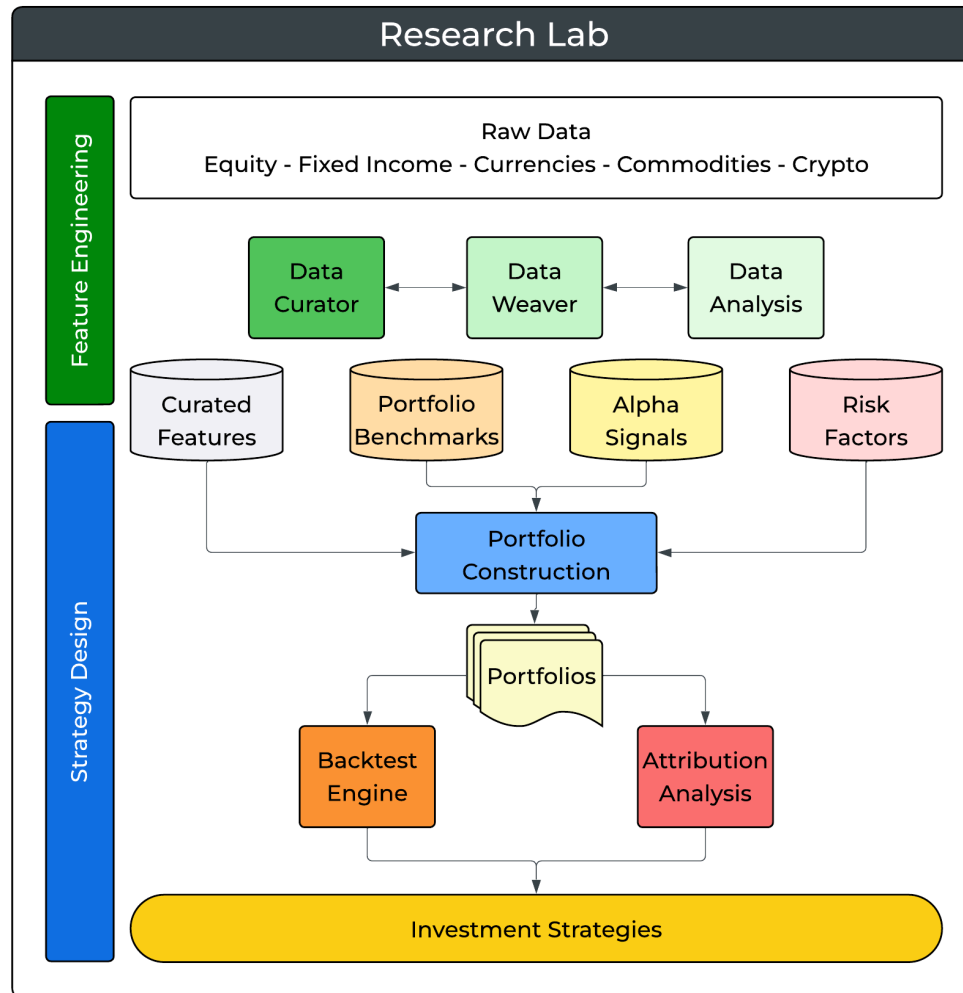 Research Lab
Feature Engineering
Raw Data
Equity - Fixed Income - Currencies - Commodities - Crypto
Data
Curator
Data
Weaver
Data
Analysis
Curated
Features
Portfolio
Benchmarks
Alpha
Signals
Risk
Factors
Strategy Design
Portfolio
Construction
Portfolios
Backtest
Engine
Attribution
Analysis
Investment Strategies